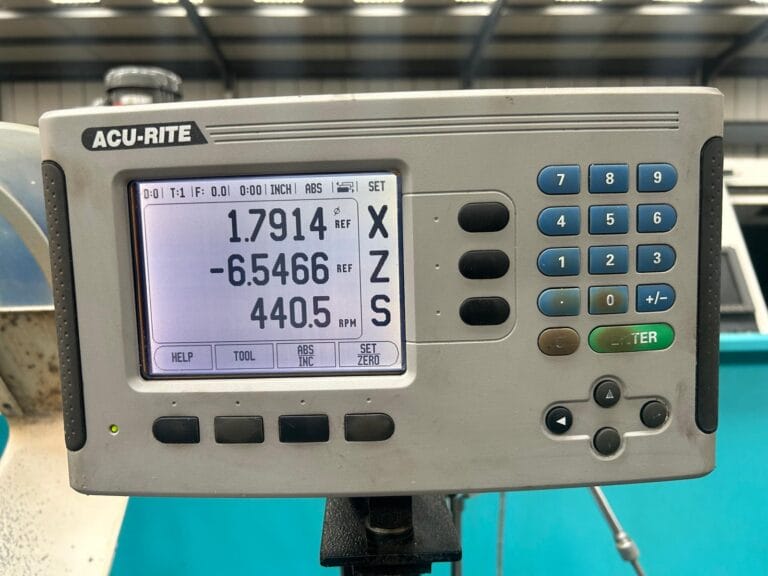 ACU-RITE
D:0 T:1 F: 0.0 0:00 INCH ABS SET
1.7914 Ø REF X
-6.5466 REF Z
440.5 RPM S
HELP TOOL ABS INC SET ZERO
7 8 9
4 5 6
1 2 3
. 0 +/-
C ENTER